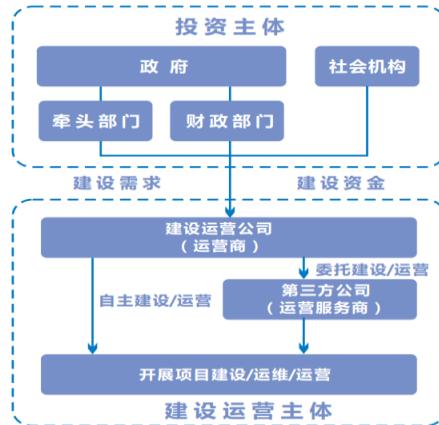 投资主体
政府
社会机构
牵头部门
财政部门
建设需求
建设资金
建设运营公司
（运营商）
委托建设/运营
自主建设/运营
第三方公司
（运营服务商）
开展项目建设/运维/运营
建设运营主体